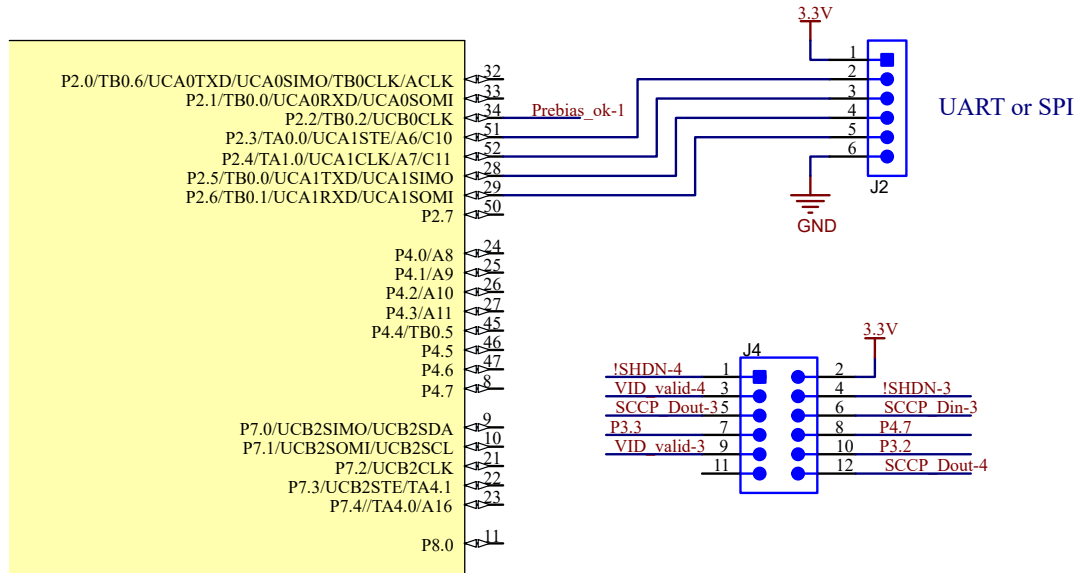 3.3V
P2.0/TB0.6/UCA0TXD/UCA0SIMO/TB0CLK/ACLK 32
P2.1/TB0.0/UCA0RXD/UCA0SOMI 33
P2.2/TB0.2/UCB0CLK 34 Prebias_ok-1
P2.3/TA0.0/UCA1STE/A6/C10 51
P2.4/TA1.0/UCA1CLK/A7/C11 52
P2.5/TB0.0/UCA1TXD/UCA1SIMO 28
P2.6/TB0.1/UCA1RXD/UCA1SOMI 29
P2.7 50
1
2
3
4
5
6
UART or SPI
J2
GND
P4.0/A8 24
P4.1/A9 25
P4.2/A10 26
P4.3/A11 27
P4.4/TB0.5 45
P4.5 46
P4.6 47
P4.7 8
P7.0/UCB2SIMO/UCB2SDA 9
P7.1/UCB2SOMI/UCB2SCL 10
P7.2/UCB2CLK 21
P7.3/UCB2STE/TA4.1 22
P7.4//TA4.0/A16 23
P8.0 11
3.3V
J4
!SHDN-4 1 2
VID_valid-4 3 4 !SHDN-3
SCCP_Dout-3 5 6 SCCP_Din-3
P3.3 7 8 P4.7
VID_valid-3 9 10 P3.2
11 12 SCCP_Dout-4